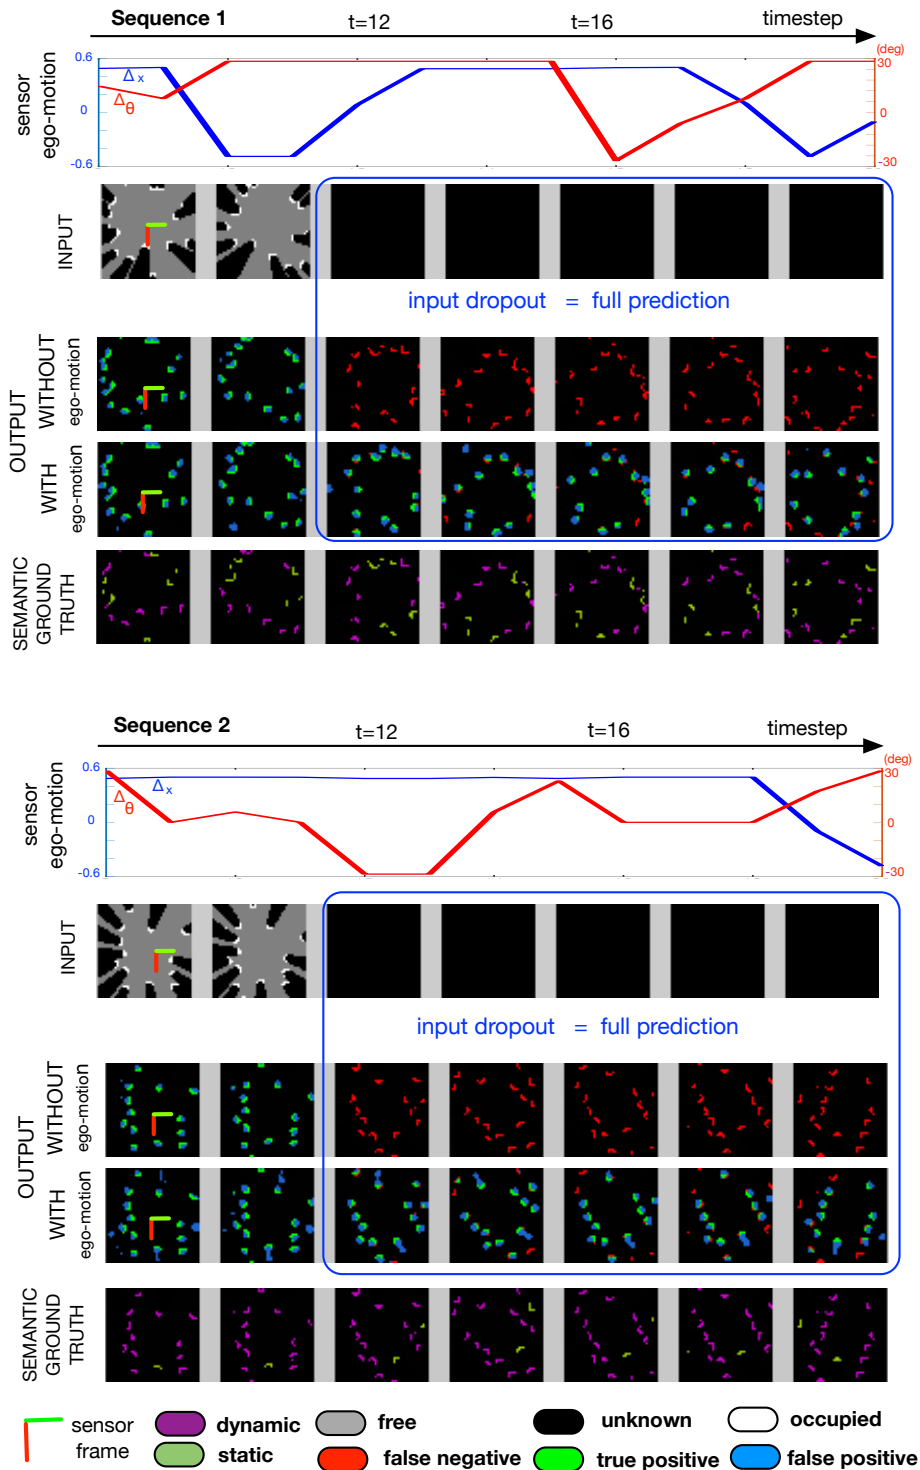 Sequence 1
t=12
t=16
timestep
(deg)
0.6
0
-0.6
30
0
-30
sensor
ego-motion
Δx
Δθ
INPUT
input dropout = full prediction
OUTPUT
WITHOUT
ego-motion
WITH
ego-motion
SEMANTIC
GROUND
TRUTH
Sequence 2
t=12
t=16
timestep
(deg)
0.6
0
-0.6
30
0
-30
sensor
ego-motion
Δθ
Δx
INPUT
input dropout = full prediction
OUTPUT
WITHOUT
ego-motion
WITH
ego-motion
SEMANTIC
GROUND
TRUTH
sensor
frame
dynamic
static
free
false negative
unknown
true positive
occupied
false positive